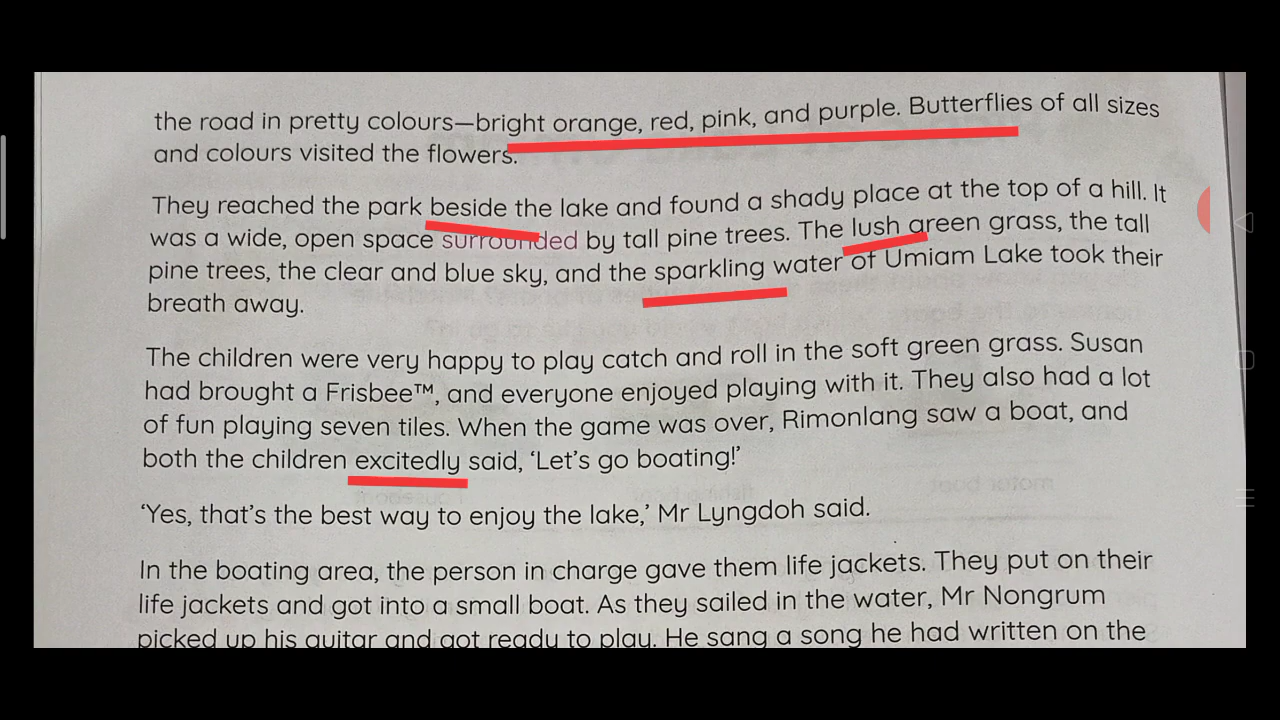 the road in pretty colours—bright orange, red, pink, and purple. Butterflies of all sizes
and colours visited the flowers.
They reached the park beside the lake and found a shady place at the top of a hill. It
was a wide, open space surrounded by tall pine trees. The lush green grass, the tall
pine trees, the clear and blue sky, and the sparkling water of Umiam Lake took their
breath away.
The children were very happy to play catch and roll in the soft green grass. Susan
had brought a Frisbee™, and everyone enjoyed playing with it. They also had a lot
of fun playing seven tiles. When the game was over, Rimonlang saw a boat, and
both the children excitedly said, ‘Let’s go boating!’
‘Yes, that’s the best way to enjoy the lake,’ Mr Lyngdoh said.
In the boating area, the person in charge gave them life jackets. They put on their
life jackets and got into a small boat. As they sailed in the water, Mr Nongrum
picked up his guitar and got ready to play. He sang a song he had written on the